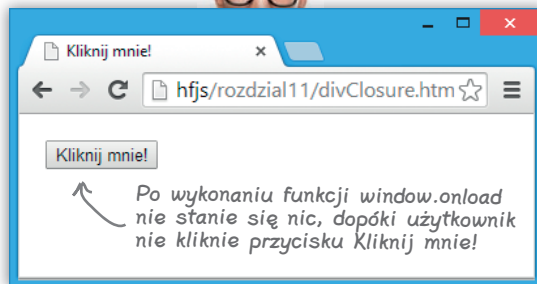 Kliknij mnie!
hfjs/rozdzial11/divClosure.htm
Kliknij mnie!
Po wykonaniu funkcji window.onload
nie stanie się nic, dopóki użytkownik
nie kliknie przycisku Kliknij mnie!